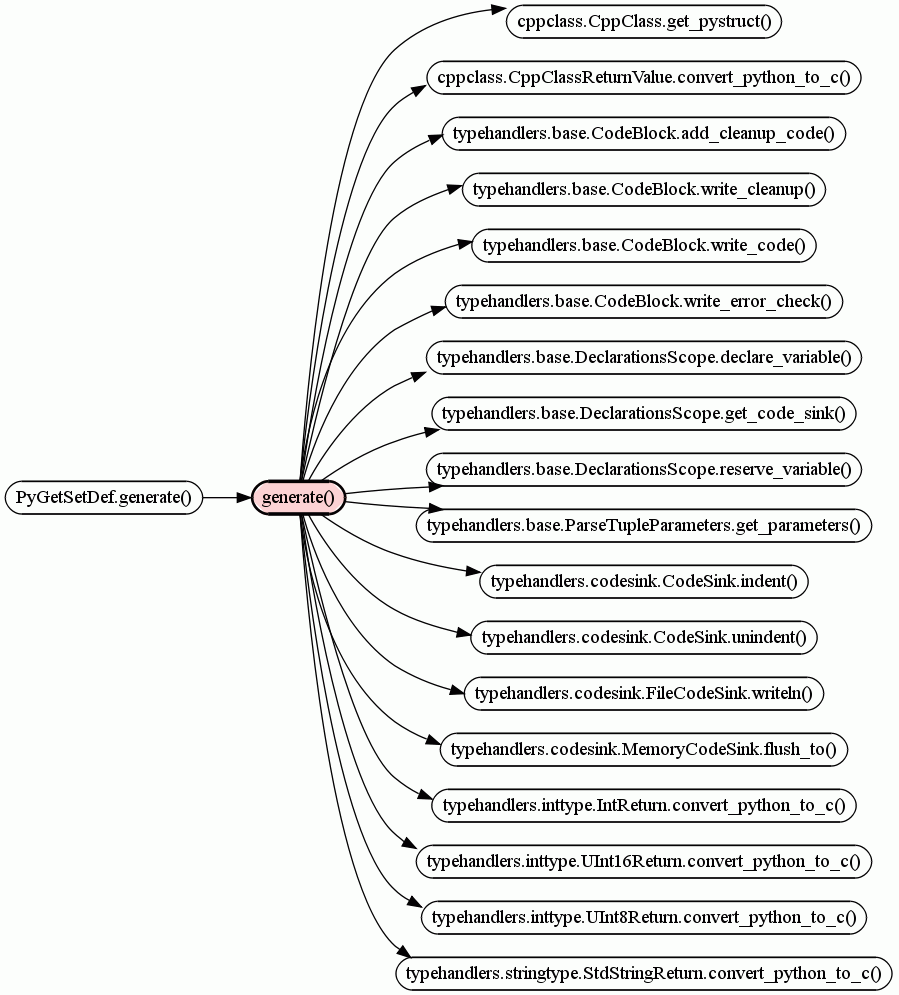 cppclass.CppClass.get_pystruct()
cppclass.CppClassReturnValue.convert_python_to_c()
typehandlers.base.CodeBlock.add_cleanup_code()
typehandlers.base.CodeBlock.write_cleanup()
typehandlers.base.CodeBlock.write_code()
typehandlers.base.CodeBlock.write_error_check()
typehandlers.base.DeclarationsScope.declare_variable()
typehandlers.base.DeclarationsScope.get_code_sink()
typehandlers.base.DeclarationsScope.reserve_variable()
PyGetSetDef.generate()
generate()
typehandlers.base.ParseTupleParameters.get_parameters()
typehandlers.codesink.CodeSink.indent()
typehandlers.codesink.CodeSink.unindent()
typehandlers.codesink.FileCodeSink.writeln()
typehandlers.codesink.MemoryCodeSink.flush_to()
typehandlers.inttype.IntReturn.convert_python_to_c()
typehandlers.inttype.UInt16Return.convert_python_to_c()
typehandlers.inttype.UInt8Return.convert_python_to_c()
typehandlers.stringtype.StdStringReturn.convert_python_to_c()